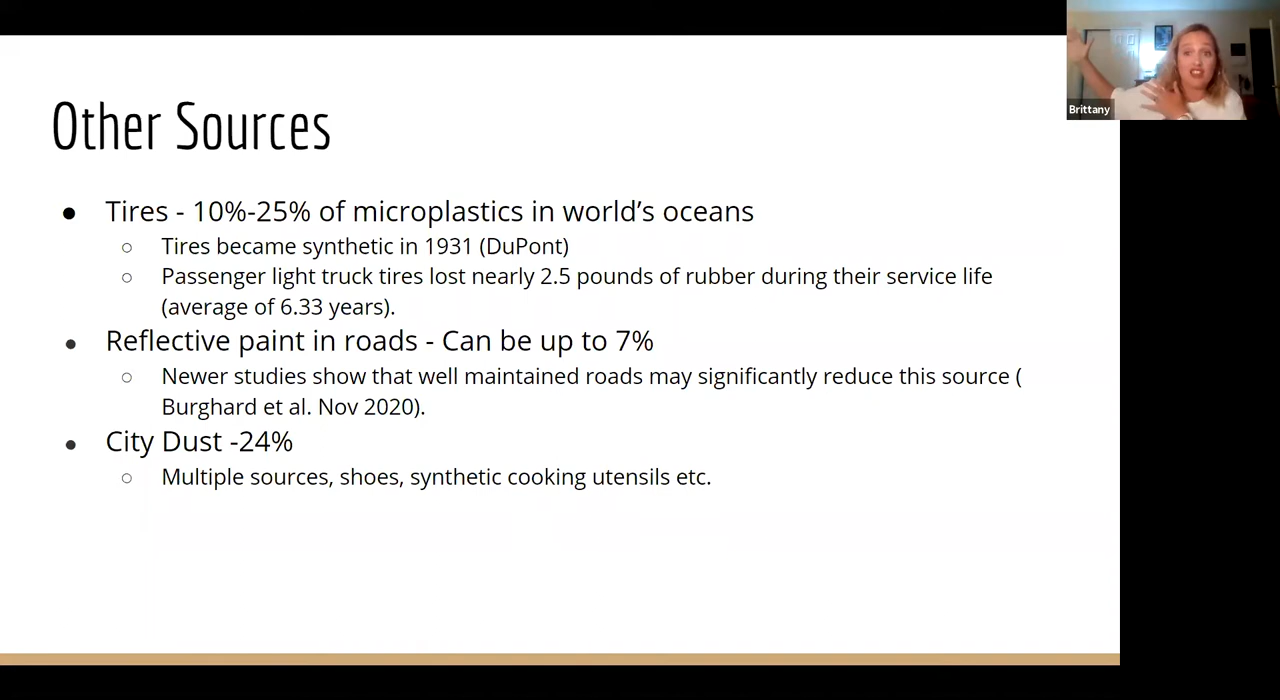 Other Sources
● Tires - 10%-25% of microplastics in world's oceans
○ Tires became synthetic in 1931 (DuPont)
○ Passenger light truck tires lost nearly 2.5 pounds of rubber during their service life
(average of 6.33 years).
● Reflective paint in roads - Can be up to 7%
○ Newer studies show that well maintained roads may significantly reduce this source (
Burghard et al. Nov 2020).
● City Dust -24%
○ Multiple sources, shoes, synthetic cooking utensils etc.
Brittany